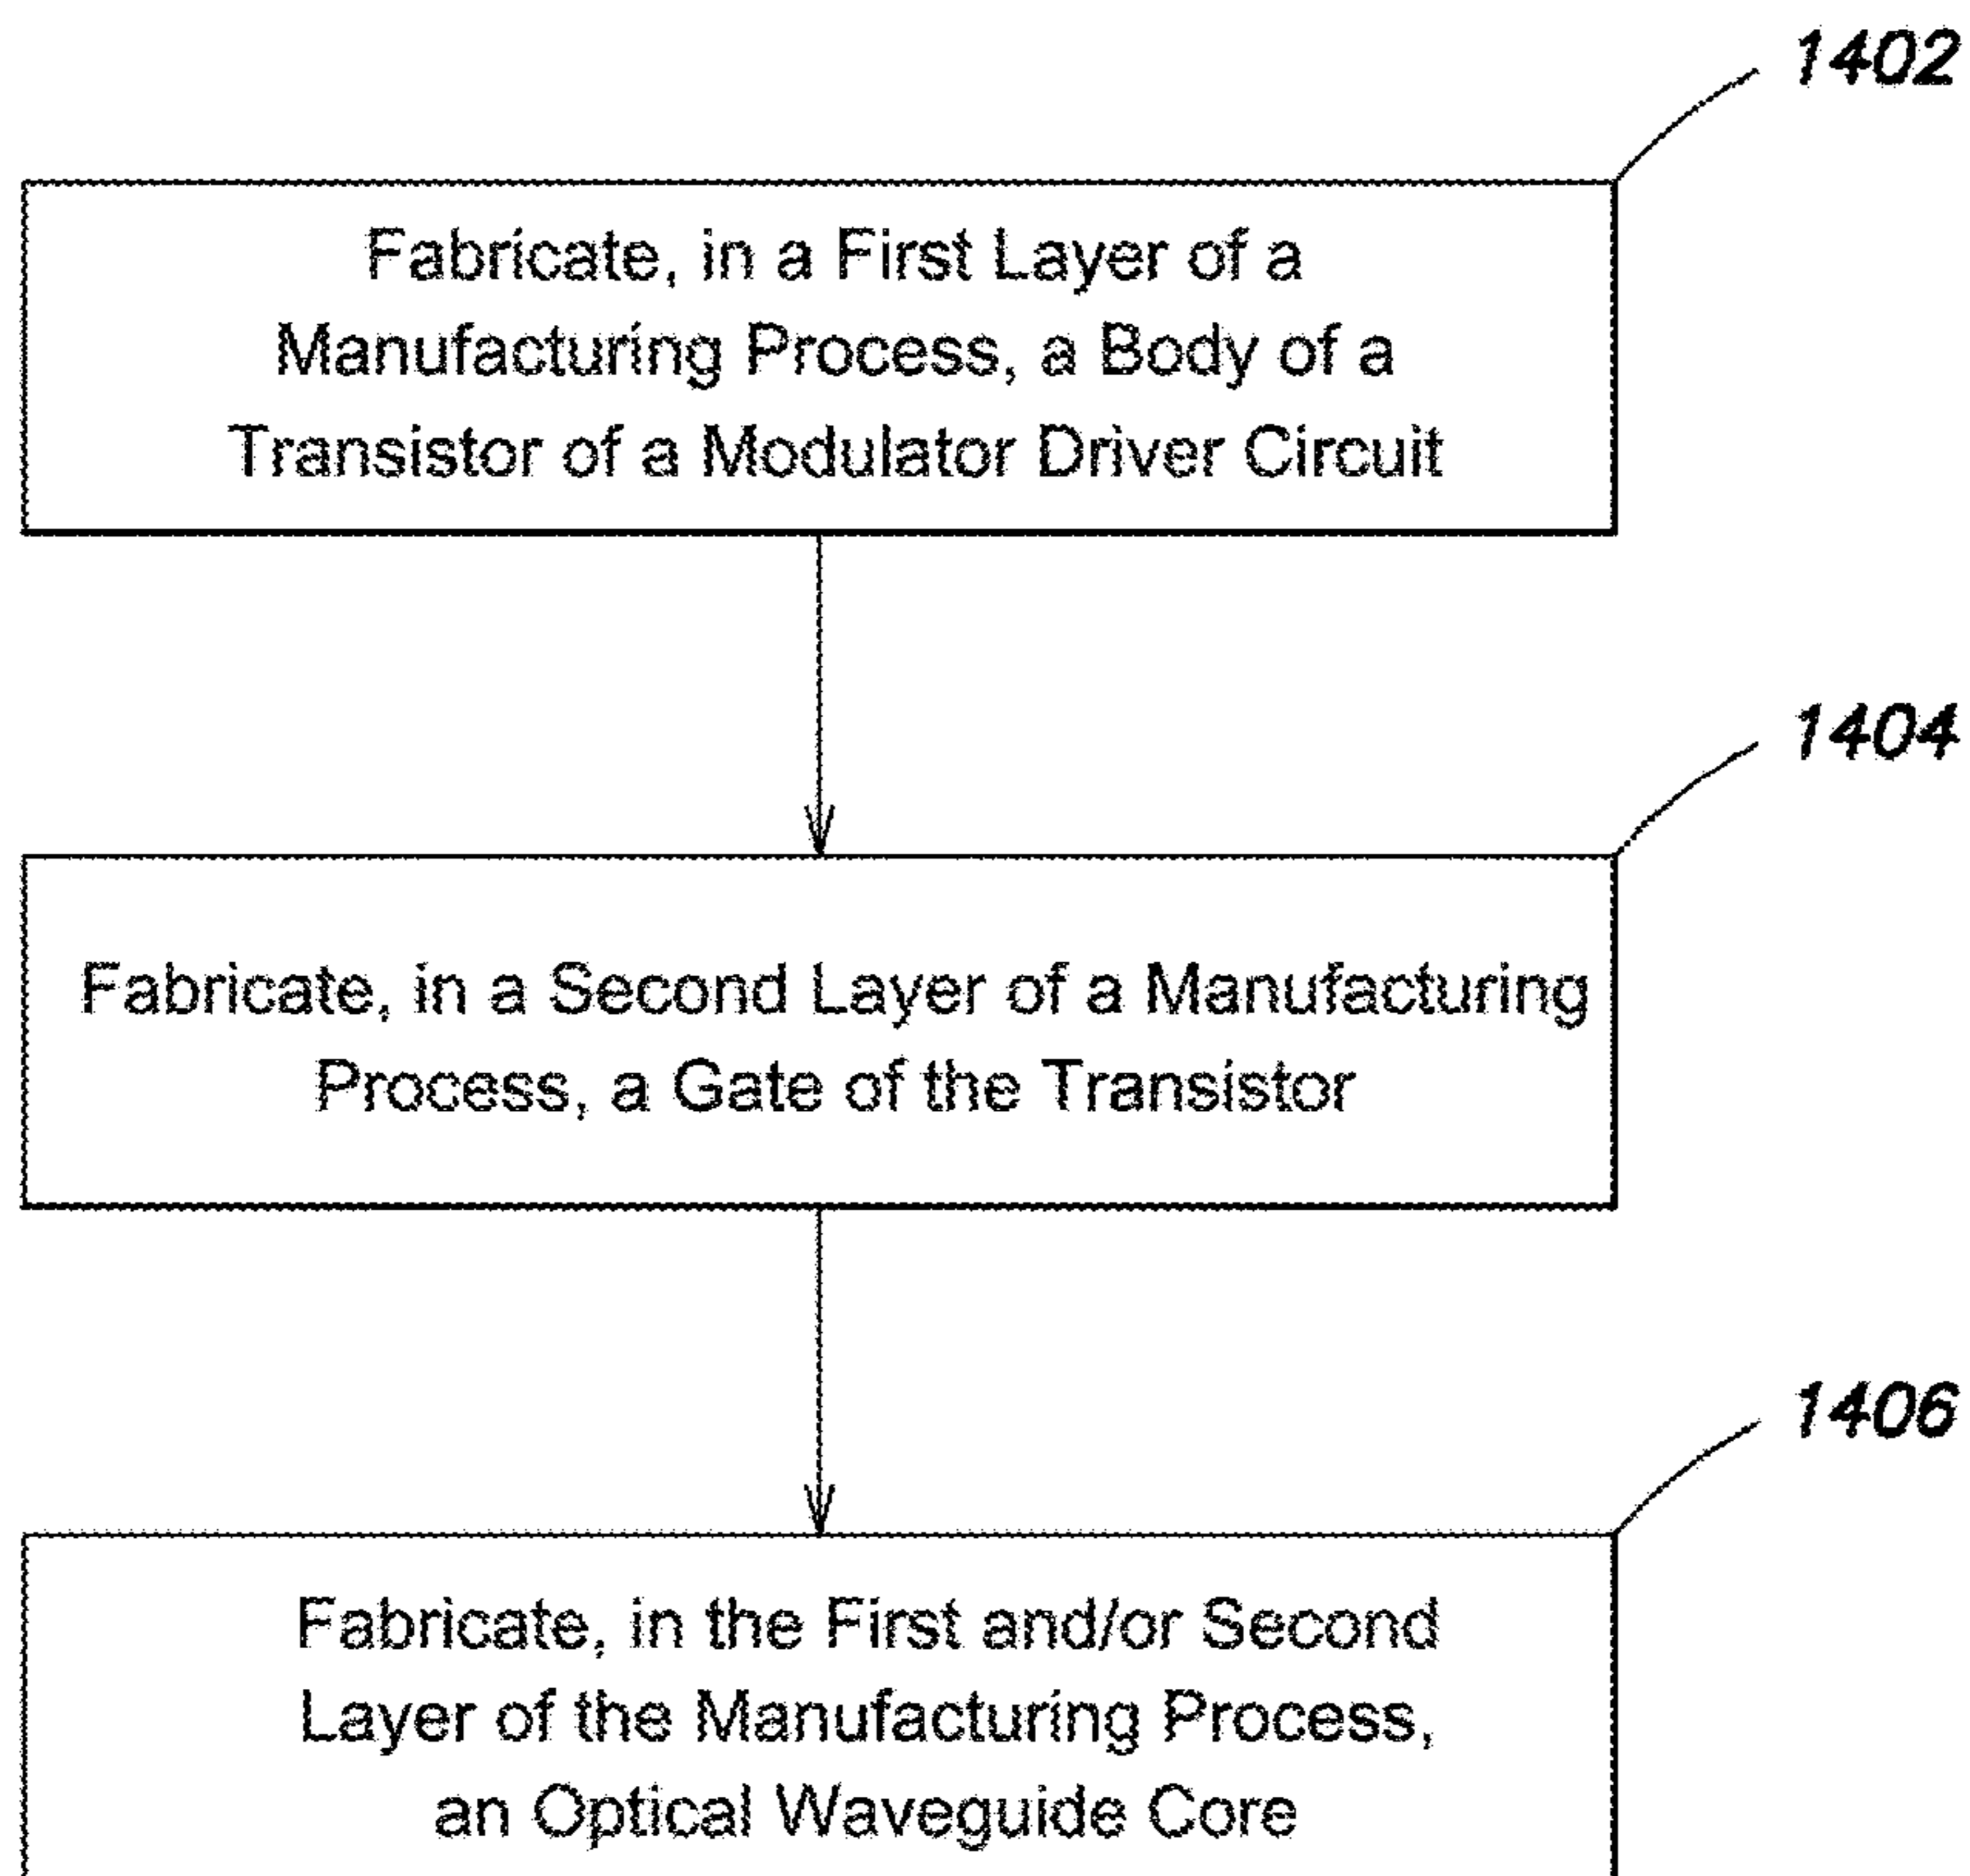 1402
Fabricate, in a First Layer of a
Manufacturing Process, a Body of a
Transistor of a Modulator Driver Circuit
1404
Fabricate, in a Second Layer of a Manufacturing
Process, a Gate of the Transistor
1406
Fabricate, in the First and/or Second
Layer of the Manufacturing Process,
an Optical Waveguide Core